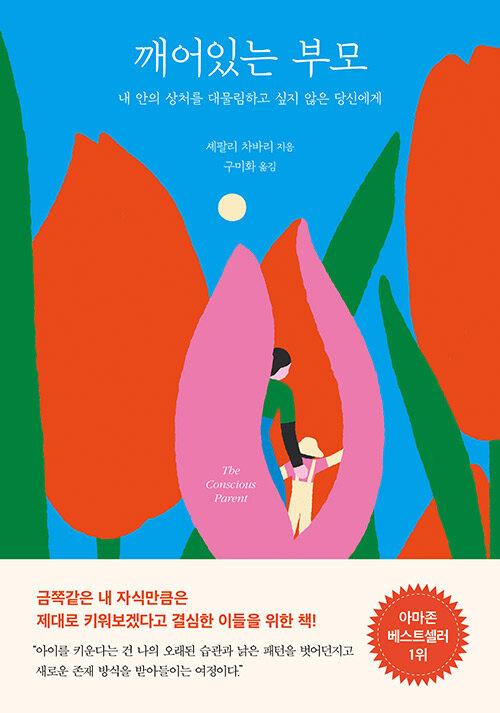 깨어있는 부모
내 안의 상처를 대물림하고 싶지 않은 당신에게
셰팔리 차바리 지음
구미화 옮김
The
Conscious
Parent
금쪽같은 내 자식만큼은
제대로 키워보겠다고 결심한 이들을 위한 책!
“아이를 키운다는 건 나의 오래된 습관과 낡은 패턴을 벗어던지고
새로운 존재 방식을 받아들이는 여정이다.”
아마존
베스트셀러
1위